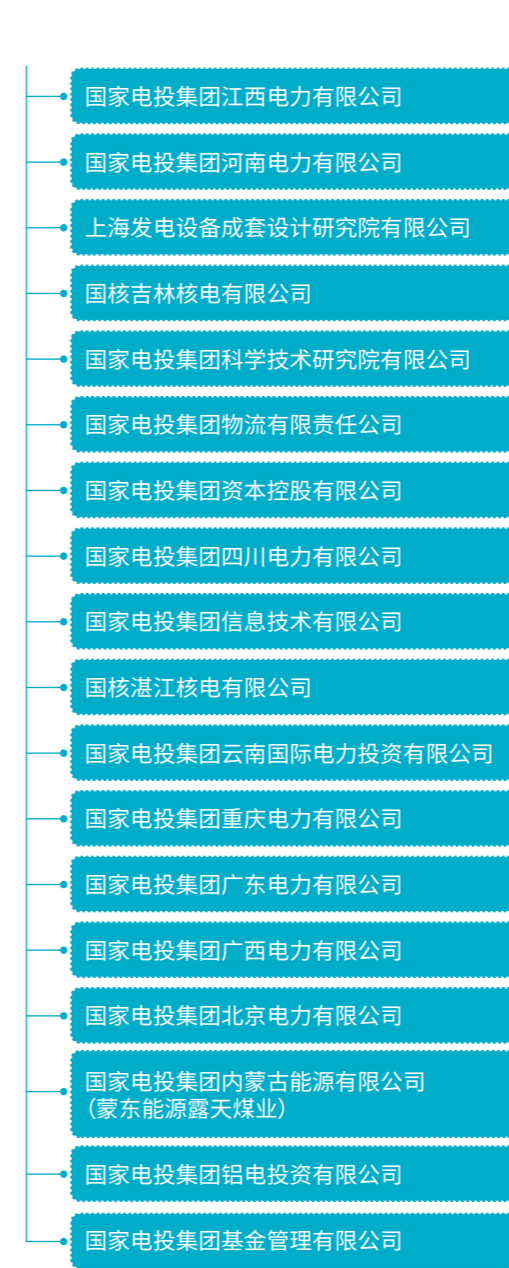 国家电投集团江西电力有限公司
国家电投集团河南电力有限公司
上海发电设备成套设计研究院有限公司
国核吉林核电有限公司
国家电投集团科学技术研究院有限公司
国家电投集团物流有限责任公司
国家电投集团资本控股有限公司
国家电投集团四川电力有限公司
国家电投集团信息技术有限公司
国核湛江核电有限公司
国家电投集团云南国际电力投资有限公司
国家电投集团重庆电力有限公司
国家电投集团广东电力有限公司
国家电投集团广西电力有限公司
国家电投集团北京电力有限公司
国家电投集团内蒙古能源有限公司
（蒙东能源露天煤业）
国家电投集团铝电投资有限公司
国家电投集团基金管理有限公司